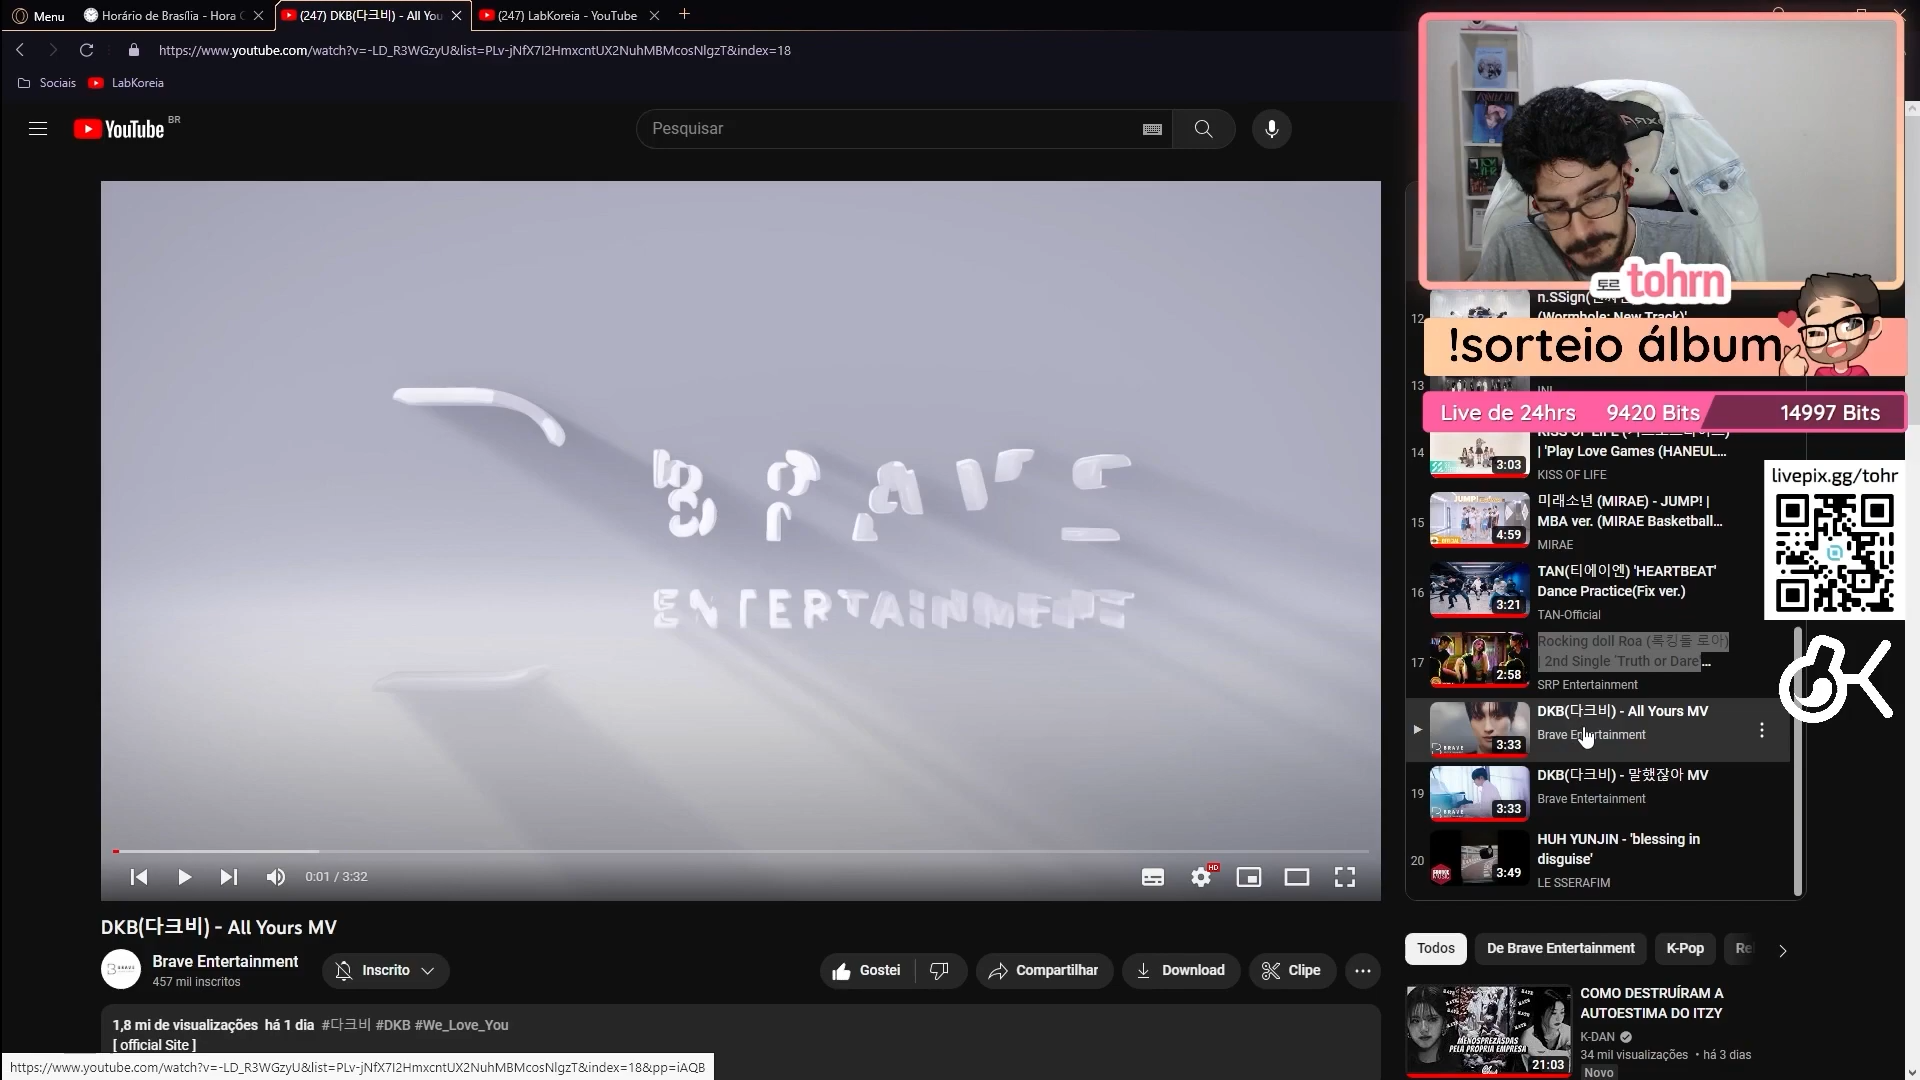 Menu
Horário de Brasília - Hora
(247) DKB(다크비) - All You
(247) LabKoreia - YouTube
https://www.youtube.com/watch?v=-LD_R3WGzyU&list=PLv-jNfX7I2HmxcntUX2NuhMBMcosNlgzT&index=18
Sociais
LabKoreia
YouTube BR
Pesquisar
토르 tohrn
!sorteio álbum
Live de 24hrs 9420 Bits 14997 Bits
livepix.gg/tohr
BRAVE
ENTERTAINMENT
12
n.SSign(
(Wormhole: New Track)'
13
INI
14
3:03
| 'Play Love Games (HANEUL...
KISS OF LIFE
15
4:59
미래소년 (MIRAE) - JUMP! |
MBA ver. (MIRAE Basketball...
MIRAE
16
3:21
TAN(티에이엔) 'HEARTBEAT'
Dance Practice(Fix ver.)
TAN-Official
17
2:58
Rocking doll Roa (록킹돌 로아)
| 2nd Single 'Truth or Dare ...
SRP Entertainment
3:33
DKB(다크비) - All Yours MV
Brave Entertainment
19
3:33
DKB(다크비) - 말했잖아 MV
Brave Entertainment
20
3:49
HUH YUNJIN - 'blessing in
disguise'
LE SSERAFIM
0:01 / 3:32
HD
DKB(다크비) - All Yours MV
Brave Entertainment
457 mil inscritos
Inscrito
Gostei
Compartilhar
Download
Clipe
1,8 mi de visualizações há 1 dia #다크비 #DKB #We_Love_You
[ official Site ]
https://www.youtube.com/watch?v=-LD_R3WGzyU&list=PLv-jNfX7I2HmxcntUX2NuhMBMcosNlgzT&index=18&pp=iAQB
Todos
De Brave Entertainment
K-Pop
Re
MENOSPREZADAS
PELA PRÓPRIA EMPRESA
21:03
COMO DESTRUÍRAM A
AUTOESTIMA DO ITZY
K-DAN
34 mil visualizações • há 3 dias
Novo